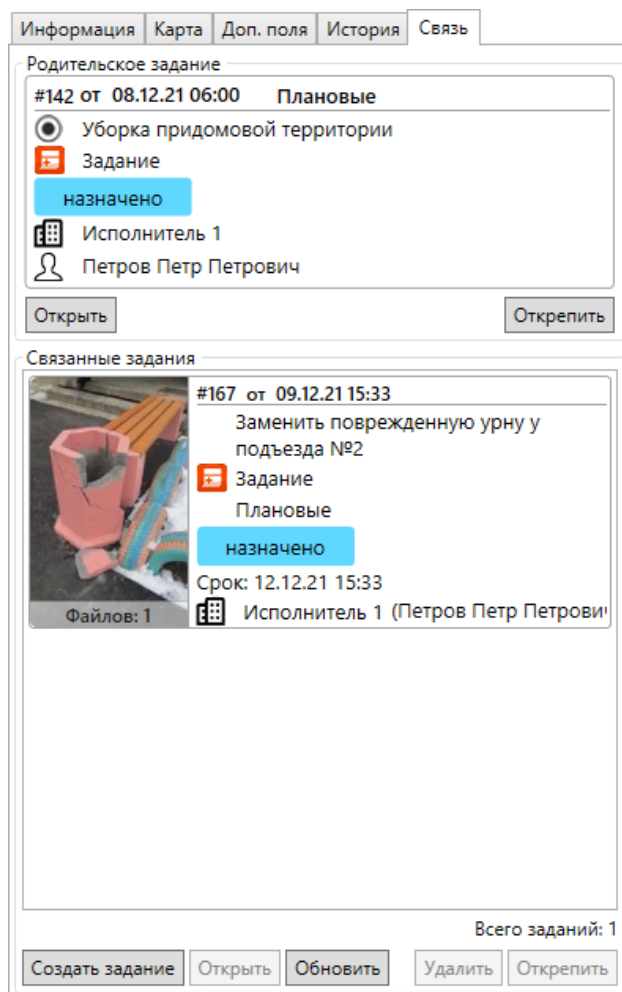 Информация Карта Доп. поля История Связь
Родительское задание
#142 от 08.12.21 06:00 Плановые
Уборка придомовой территории
Задание
назначено
Исполнитель 1
Петров Петр Петрович
Открыть Открепить
Связанные задания
#167 от 09.12.21 15:33
Заменить поврежденную урну у
подъезда №2
Задание
Плановые
назначено
Срок: 12.12.21 15:33
Файлов: 1
Исполнитель 1 (Петров Петр Петрович
Всего заданий: 1
Создать задание Открыть Обновить Удалить Открепить